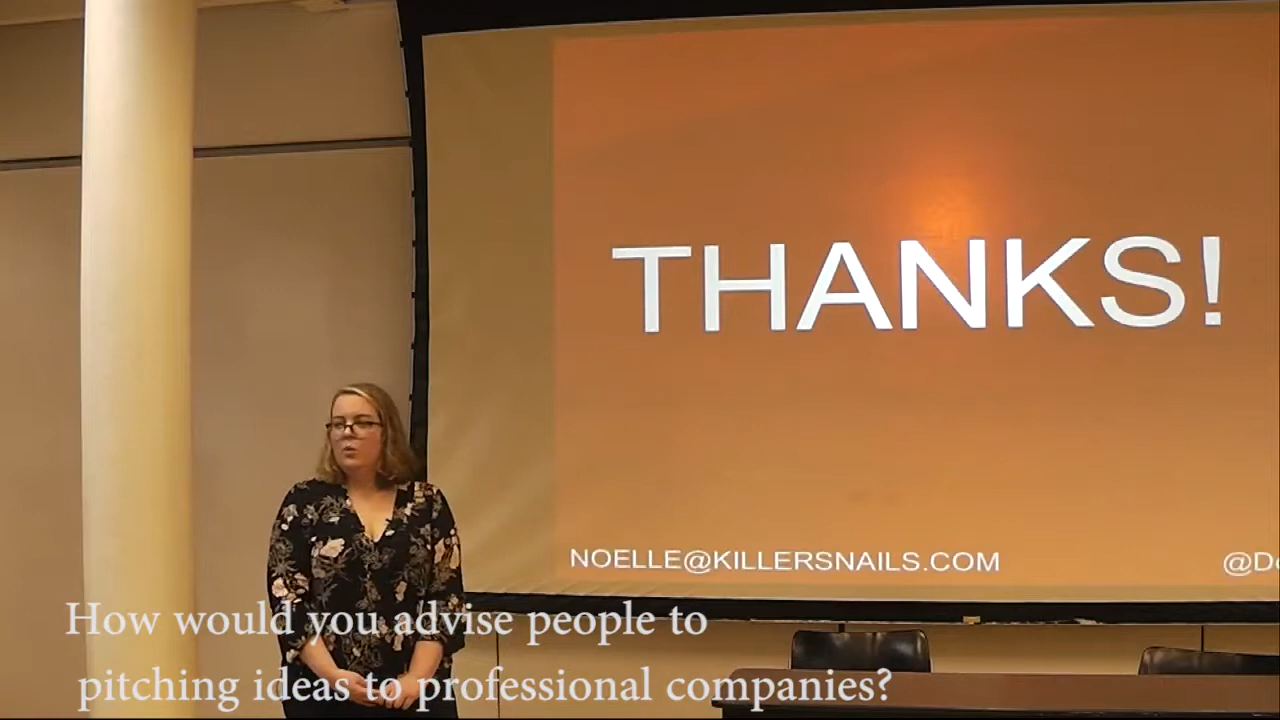 THANKS!
NOELLE@KILLERSNAILS.COM
How would you advise people to
pitching ideas to professional companies?